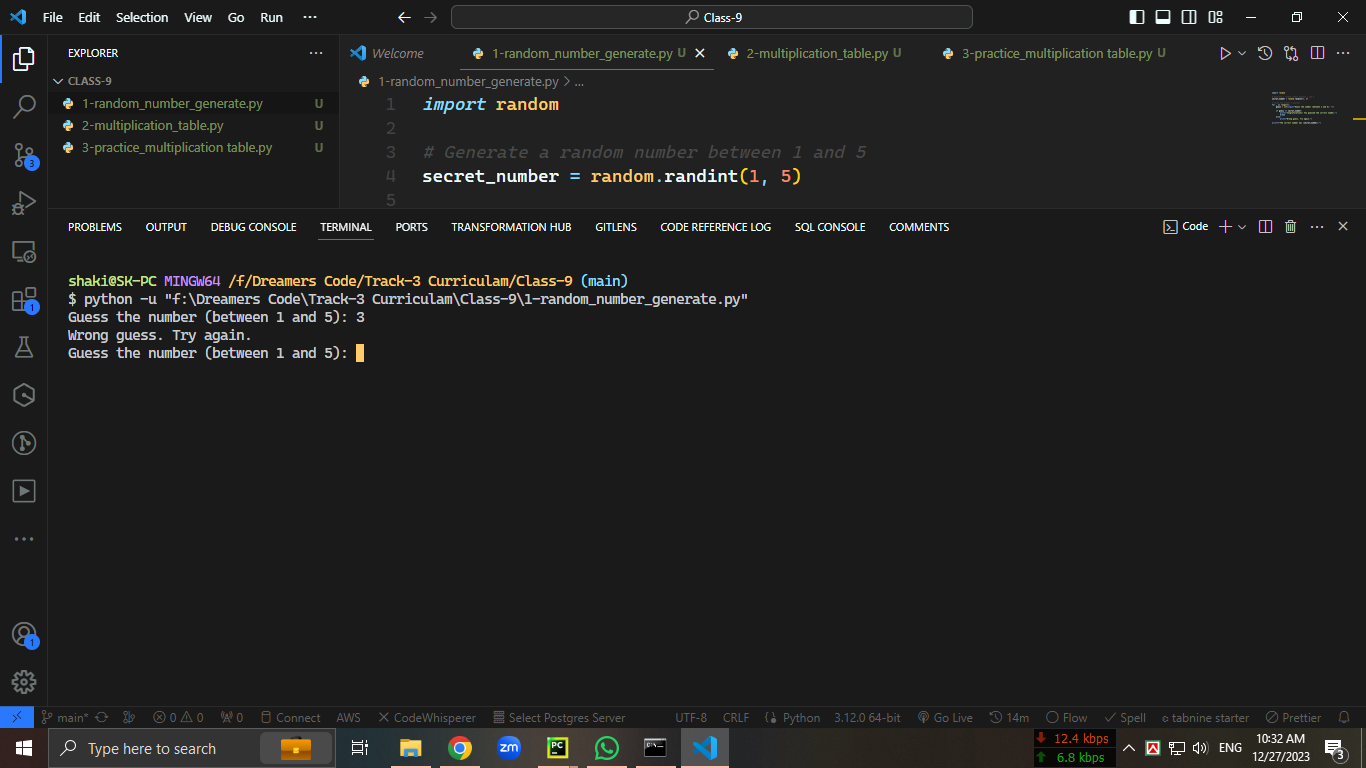 File Edit Selection View Go Run ··· Class-9
EXPLORER ···
CLASS-9
1-random_number_generate.py U
2-multiplication_table.py U
3-practice_multiplication table.py U
Welcome 1-random_number_generate.py U 2-multiplication_table.py U 3-practice_multiplication table.py U
1-random_number_generate.py > ...
1 import random
2
3 # Generate a random number between 1 and 5
4 secret_number = random.randint(1, 5)
5
PROBLEMS OUTPUT DEBUG CONSOLE TERMINAL PORTS TRANSFORMATION HUB GITLENS CODE REFERENCE LOG SQL CONSOLE COMMENTS Code
shaki@SK-PC MINGW64 /f/Dreamers Code/Track-3 Curriculam/Class-9 (main)
$ python -u "f:\Dreamers Code\Track-3 Curriculam\Class-9\1-random_number_generate.py"
Guess the number (between 1 and 5): 3
Wrong guess. Try again.
Guess the number (between 1 and 5):
3
1
1
main* 0 0 0 Connect AWS CodeWhisperer Select Postgres Server UTF-8 CRLF Python 3.12.0 64-bit Go Live 14m Flow Spell tabnine starter Prettier
Type here to search
zm
PC
12.4 kbps
6.8 kbps
ENG
10:32 AM
12/27/2023
3